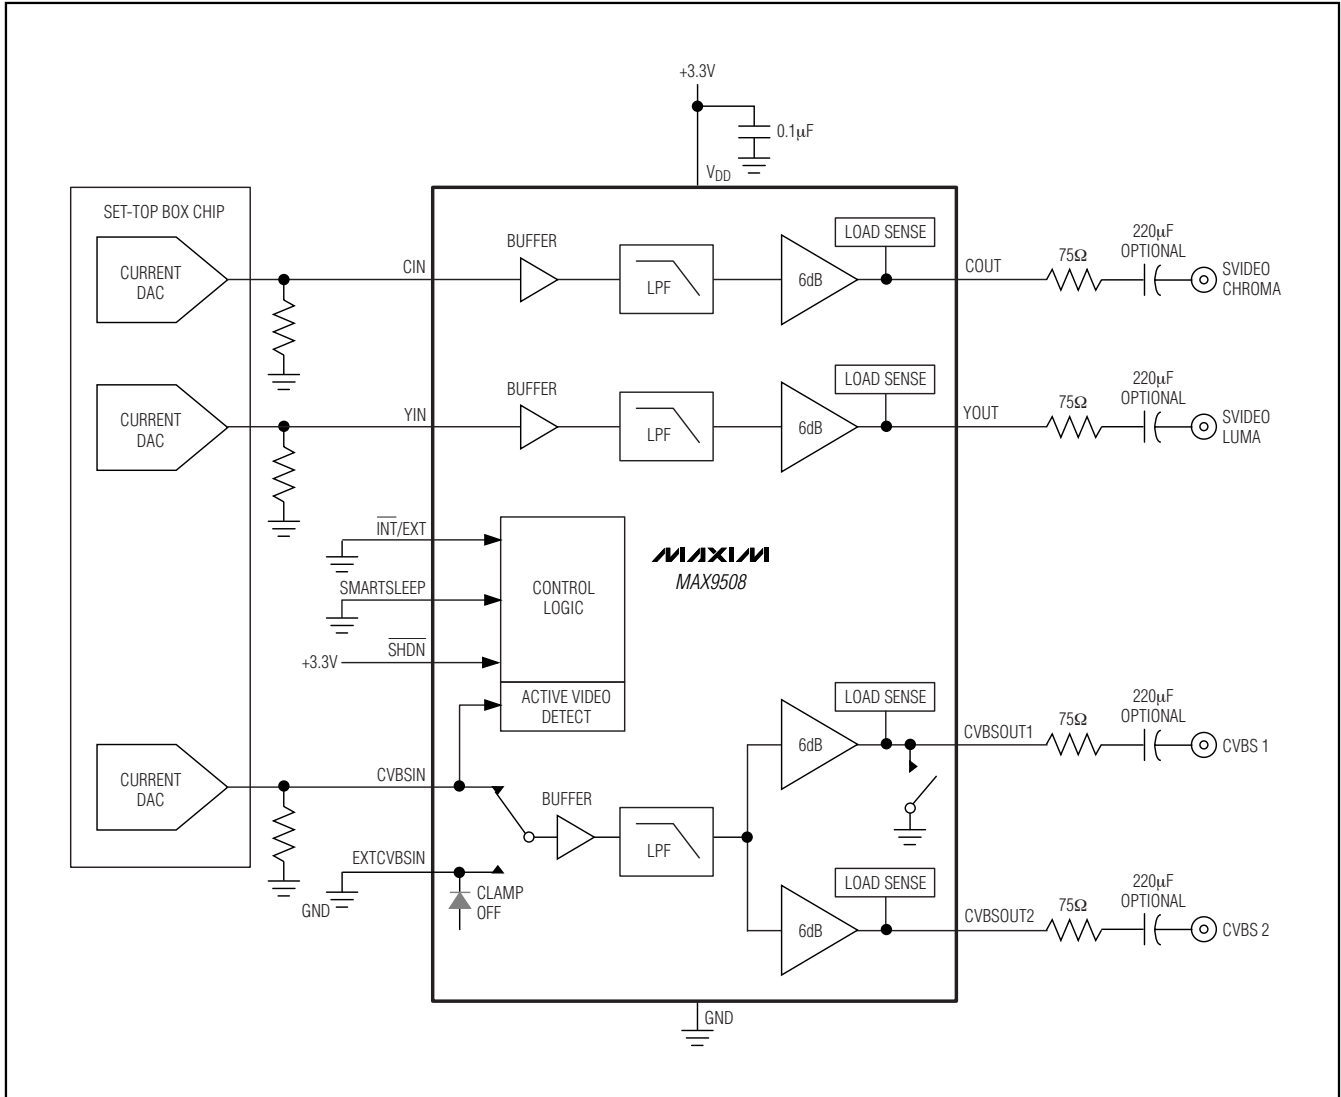 +3.3V
0.1μF
VDD
SET-TOP BOX CHIP
CURRENT
DAC
CIN
BUFFER
LPF
6dB
LOAD SENSE
COUT
75Ω
220μF
OPTIONAL
SVIDEO
CHROMA
CURRENT
DAC
YIN
BUFFER
LPF
6dB
LOAD SENSE
YOUT
75Ω
220μF
OPTIONAL
SVIDEO
LUMA
INT/EXT
SMARTSLEEP
SHDN
+3.3V
CONTROL
LOGIC
ACTIVE VIDEO
DETECT
MAXIM
MAX9508
CURRENT
DAC
CVBSIN
BUFFER
LPF
EXTCVBSIN
GND
CLAMP
OFF
6dB
LOAD SENSE
CVBSOUT1
75Ω
220μF
OPTIONAL
CVBS 1
6dB
LOAD SENSE
CVBSOUT2
75Ω
220μF
OPTIONAL
CVBS 2
GND